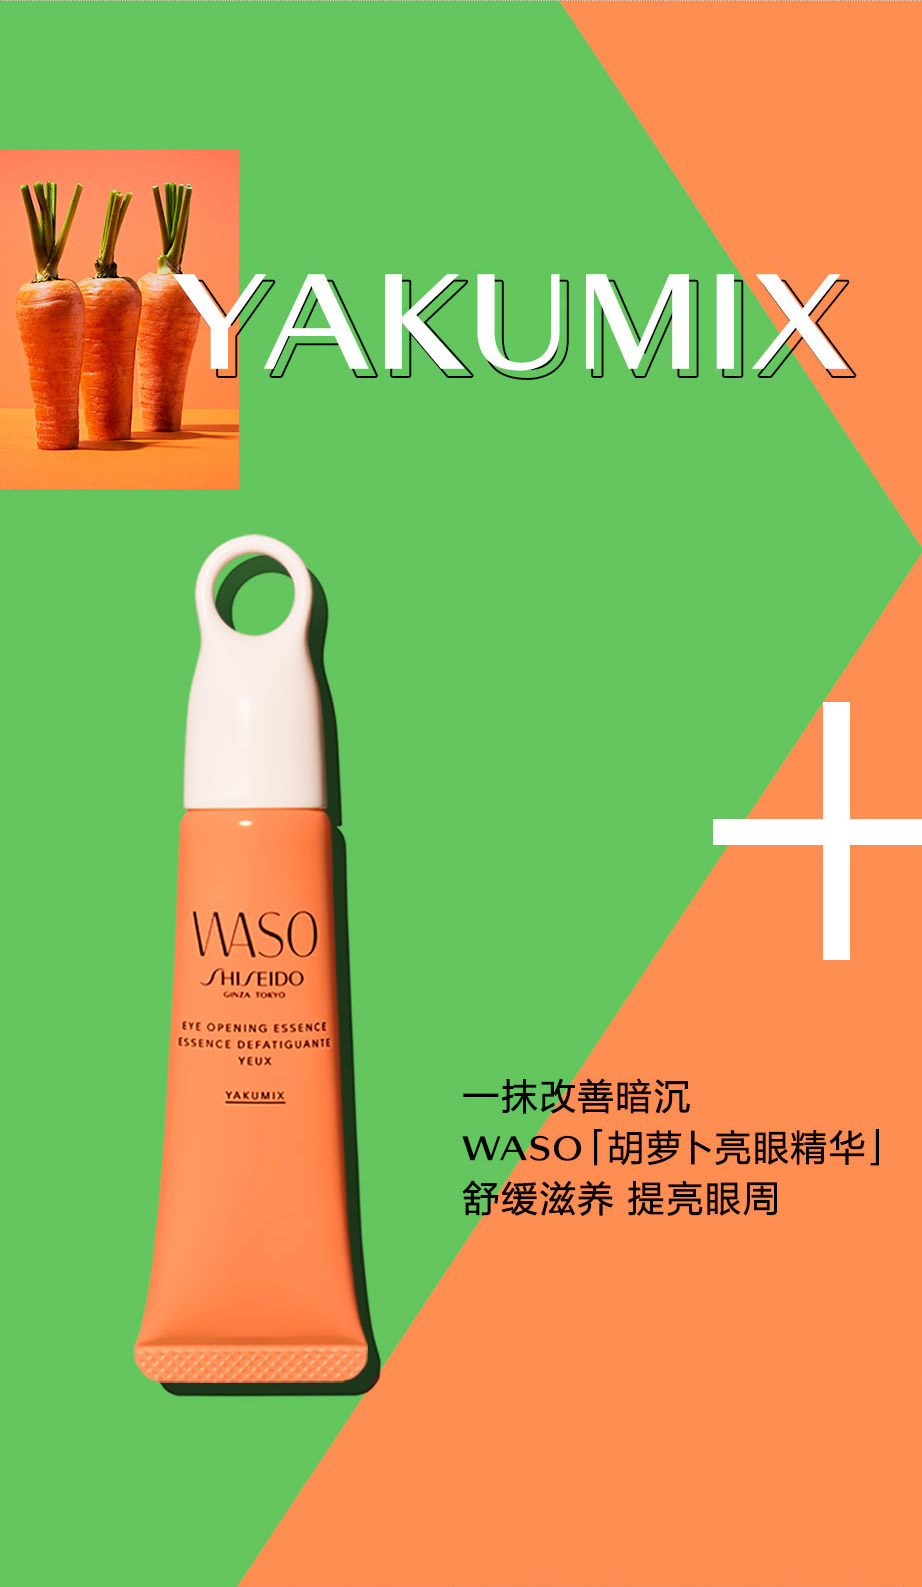 YAKUMIX
WASO
SHISEIDO
GINZA TOKYO
EYE OPENING ESSENCE
ESSENCE DEFATIGUANTE
YEUX
YAKUMIX
一抹改善暗沉
WASO「胡萝卜亮眼精华」
舒缓滋养 提亮眼周